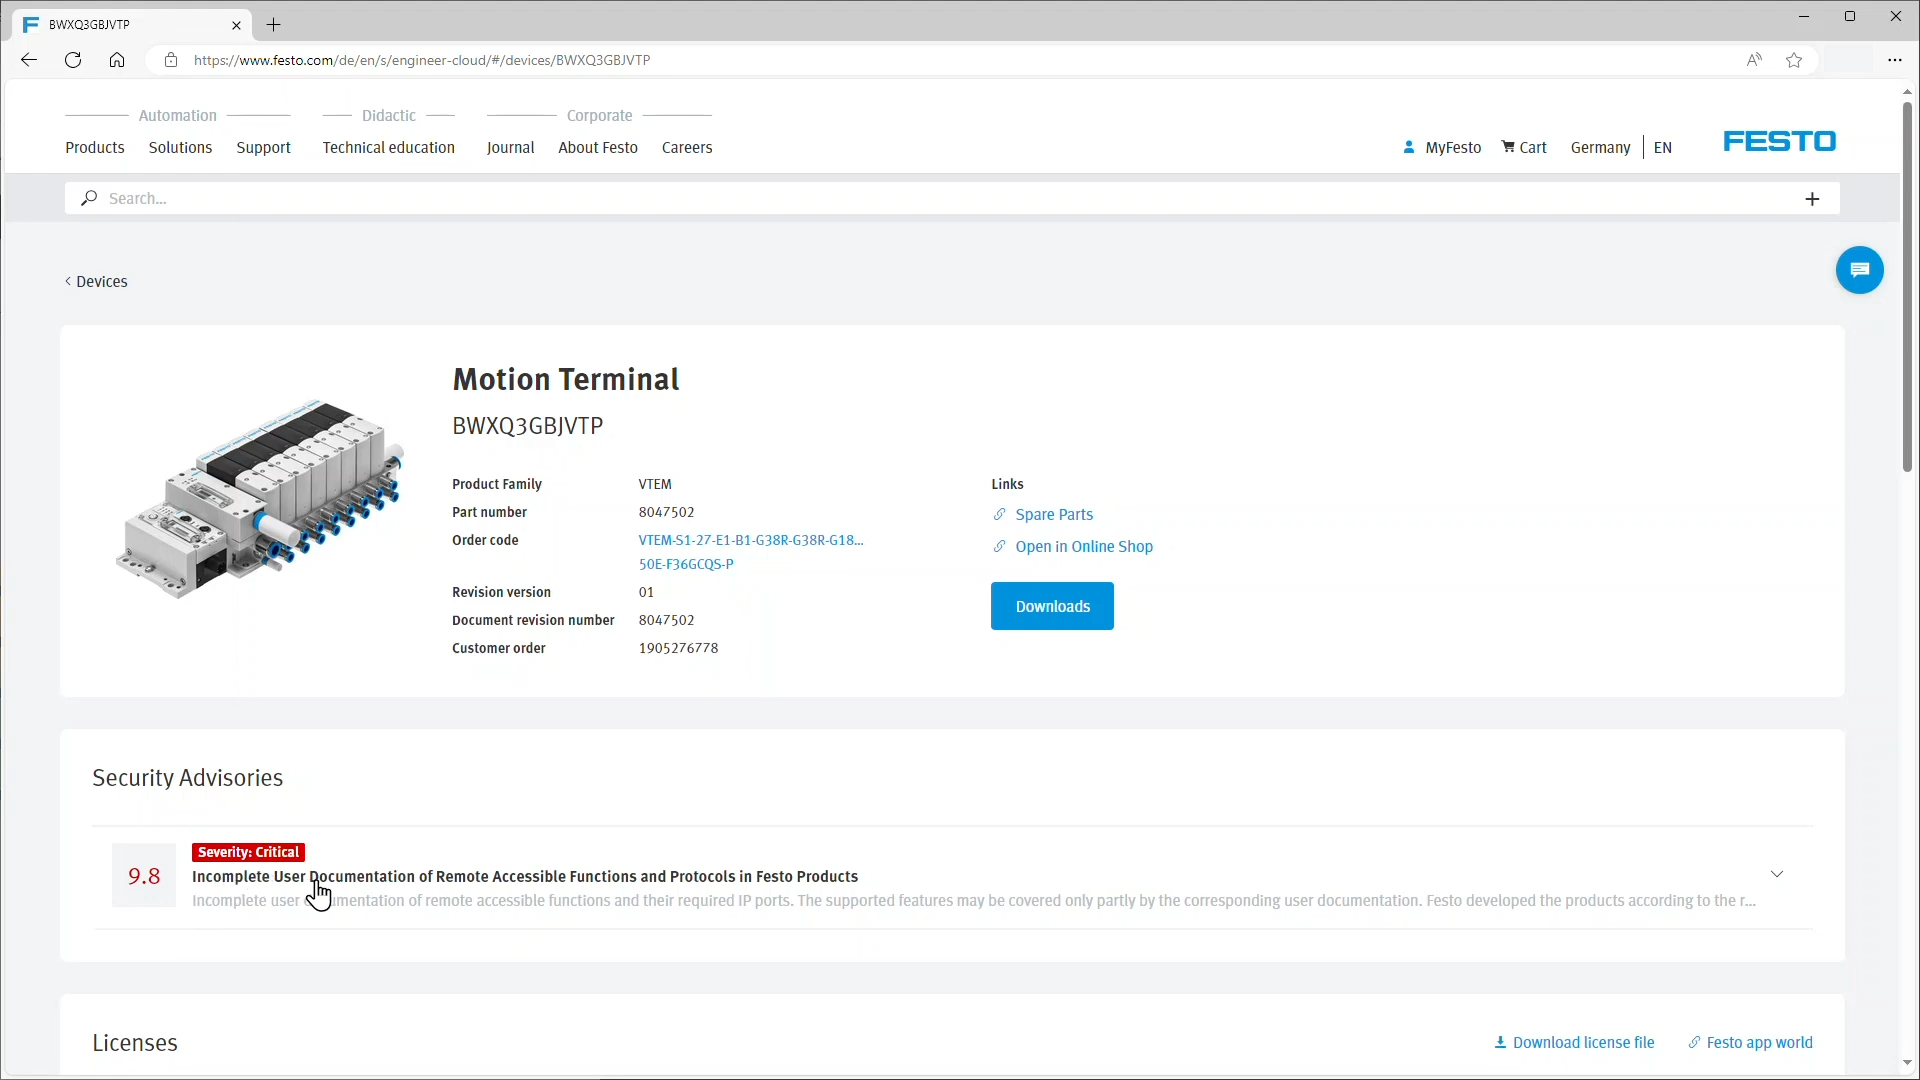 BWXQ3GBJVTP
https://www.festo.com/de/en/s/engineer-cloud/#/devices/BWXQ3GBJVTP
Automation Didactic Corporate
Products Solutions Support Technical education Journal About Festo Careers
MyFesto Cart Germany EN FESTO
Search...
< Devices
Motion Terminal
BWXQ3GBJVTP
Product Family VTEM
Part number 8047502
Order code VTEM-S1-27-E1-B1-G38R-G38R-G18...
50E-F36GCQS-P
Revision version 01
Document revision number 8047502
Customer order 1905276778
Links
Spare Parts
Open in Online Shop
Downloads
Security Advisories
Severity: Critical
9.8
Incomplete User Documentation of Remote Accessible Functions and Protocols in Festo Products
Incomplete user documentation of remote accessible functions and their required IP ports. The supported features may be covered only partly by the corresponding user documentation. Festo developed the products according to the r...
Licenses
Download license file Festo app world